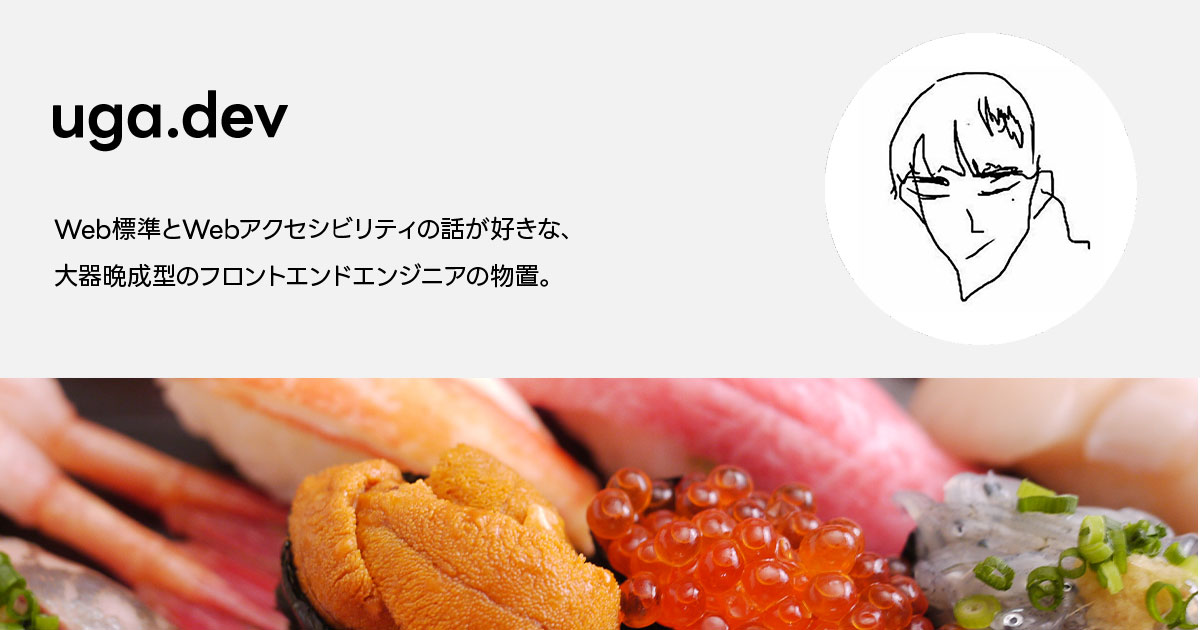 uga.dev
Web標準とWebアクセシビリティの話が好きな、
大器晩成型のフロントエンドエンジニアの物置。